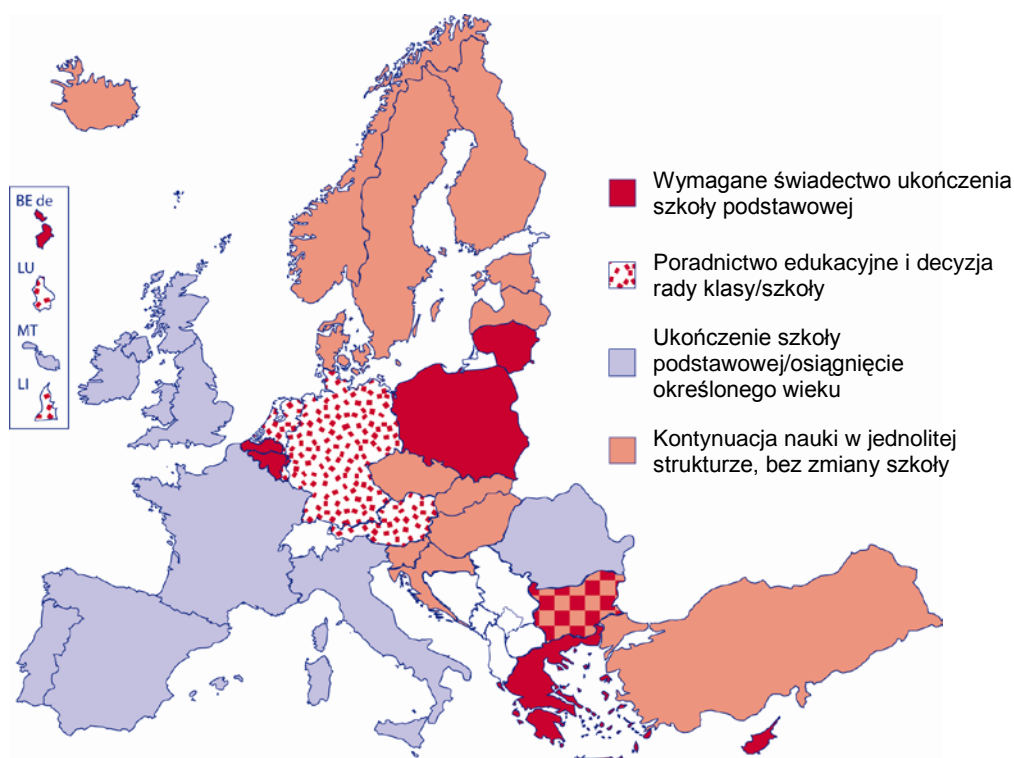 BE de
LU
MT
LI
Wymagane świadectwo ukończenia
szkoły podstawowej
Poradnictwo edukacyjne i decyzja
rady klasy/szkoły
Ukończenie szkoły
podstawowej/osiągnięcie
określonego wieku
Kontynuacja nauki w jednolitej
strukturze, bez zmiany szkoły